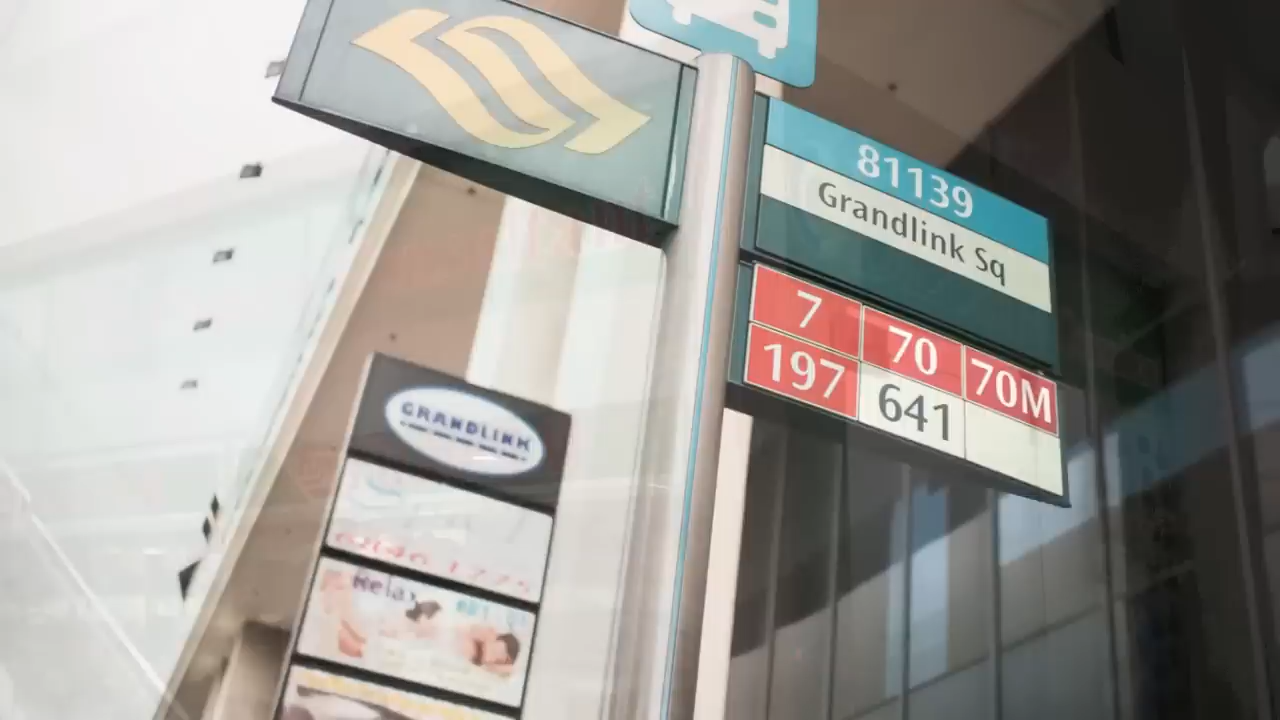 81139
Grandlink Sq
7 70 70M
197 641
GRANDLINK
Relax